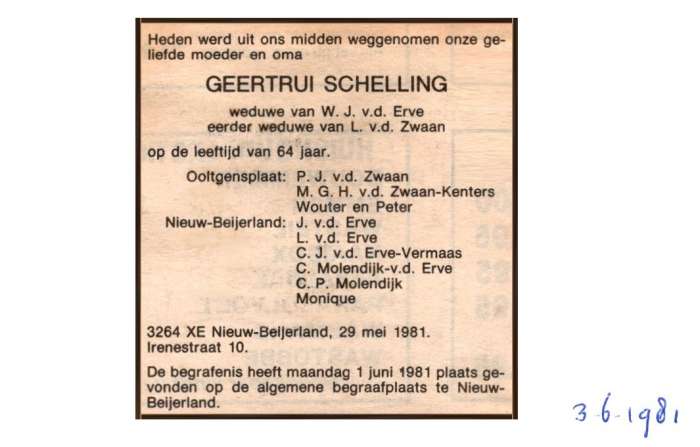 Heden werd uit ons midden weggenomen onze ge-
liefde moeder en oma
GEERTRUI SCHELLING
weduwe van W. J. v.d. Erve
eerder weduwe van L. v.d. Zwaan
op de leeftijd van 64 jaar.
Ooltgensplaat: P. J. v.d. Zwaan
M. G. H. v.d. Zwaan-Kenters
Wouter en Peter
Nieuw-Beijerland: J. v.d. Erve
L. v.d. Erve
C. J. v.d. Erve-Vermaas
C. Molendijk-v.d. Erve
C. P. Molendijk
Monique
3264 XE Nieuw-Beijerland, 29 mei 1981.
Irenestraat 10.
De begrafenis heeft maandag 1 juni 1981 plaats ge-
vonden op de algemene begraafplaats te Nieuw-
Beijerland.
3-6-1981